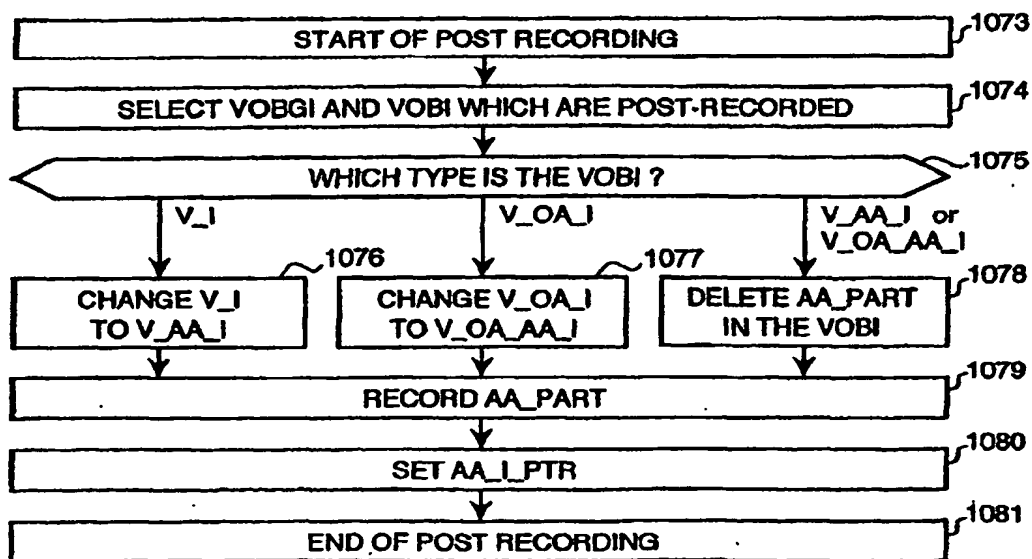 1073
START OF POST RECORDING
1074
SELECT VOBGI AND VOBI WHICH ARE POST-RECORDED
1075
WHICH TYPE IS THE VOBI ?
V_I
V_OA_I
V_AA_I or
V_OA_AA_I
1076
CHANGE V_I
TO V_AA_I
1077
CHANGE V_OA_I
TO V_OA_AA_I
1078
DELETE AA_PART
IN THE VOBI
1079
RECORD AA_PART
1080
SET AA_I_PTR
1081
END OF POST RECORDING